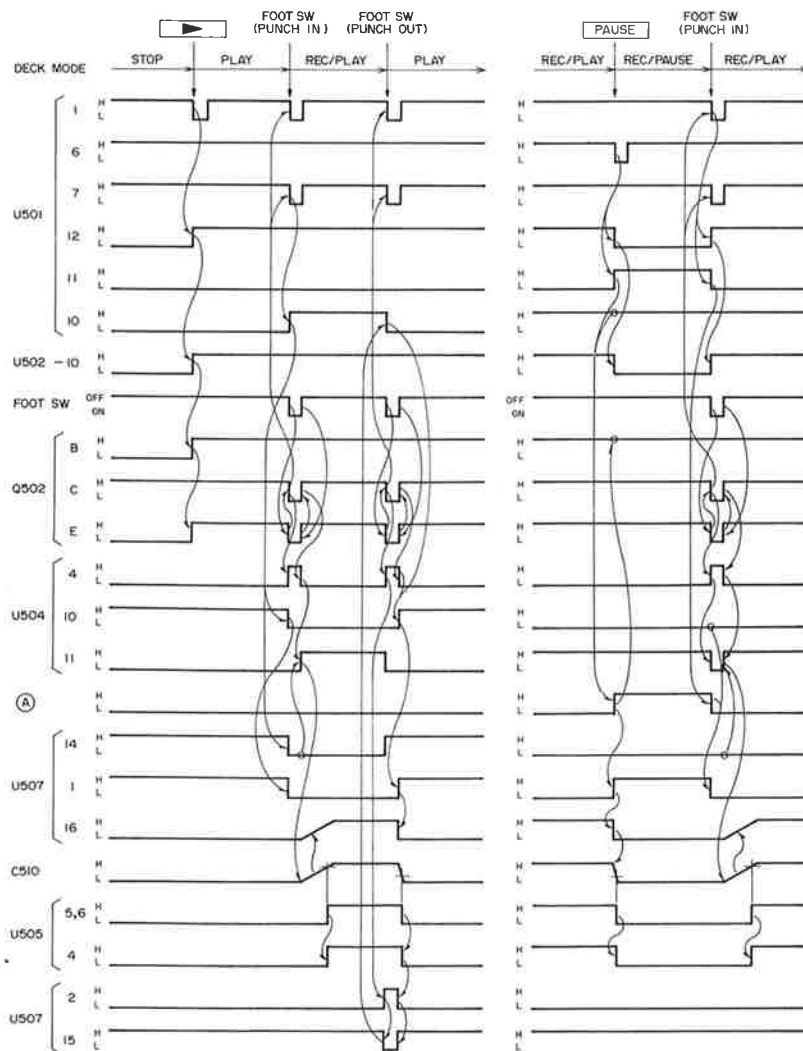 FOOT SW FOOT SW FOOT SW
(PUNCH IN) (PUNCH OUT) PAUSE (PUNCH IN)
DECK MODE STOP PLAY REC/PLAY PLAY REC/PLAY REC/PAUSE REC/PLAY
U501
1 H L H L
6 H L H L
7 H L H L
12 H L H L
11 H L H L
10 H L H L
U502 -10 H L H L
FOOT SW OFF ON OFF ON
Q502
B H L H L
C H L H L
E H L H L
U504
4 H L H L
10 H L H L
11 H L H L
A H L H L
U507
14 H L H L
1 H L H L
16 H L H L
C510 H L H L
U505
5,6 H L H L
4 H L H L
U507
2 H L H L
15 H L H L